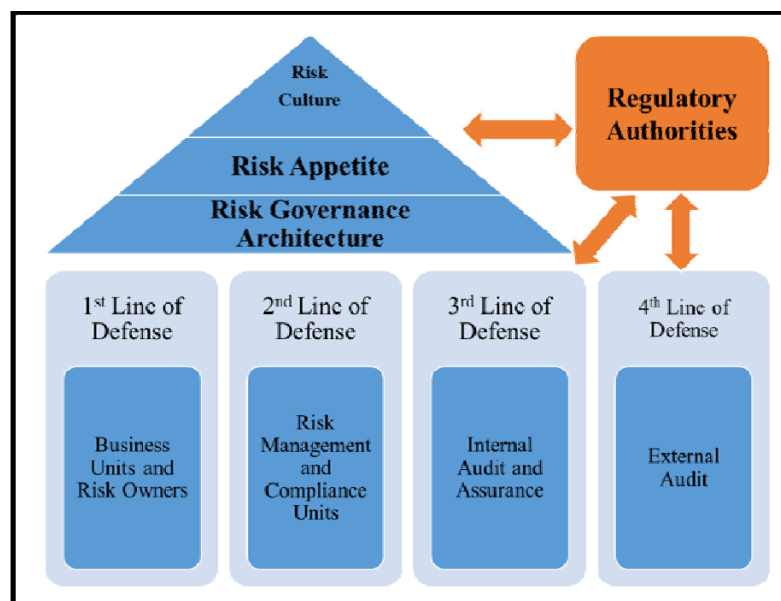 Risk
Culture
Risk Appetite
Risk Governance
Architecture
Regulatory
Authorities
1st Line of
Defense
Business
Units and
Risk Owners
2nd Line of
Defense
Risk
Management
and
Compliance
Units
3rd Line of
Defense
Internal
Audit and
Assurance
4th Line of
Defense
External
Audit